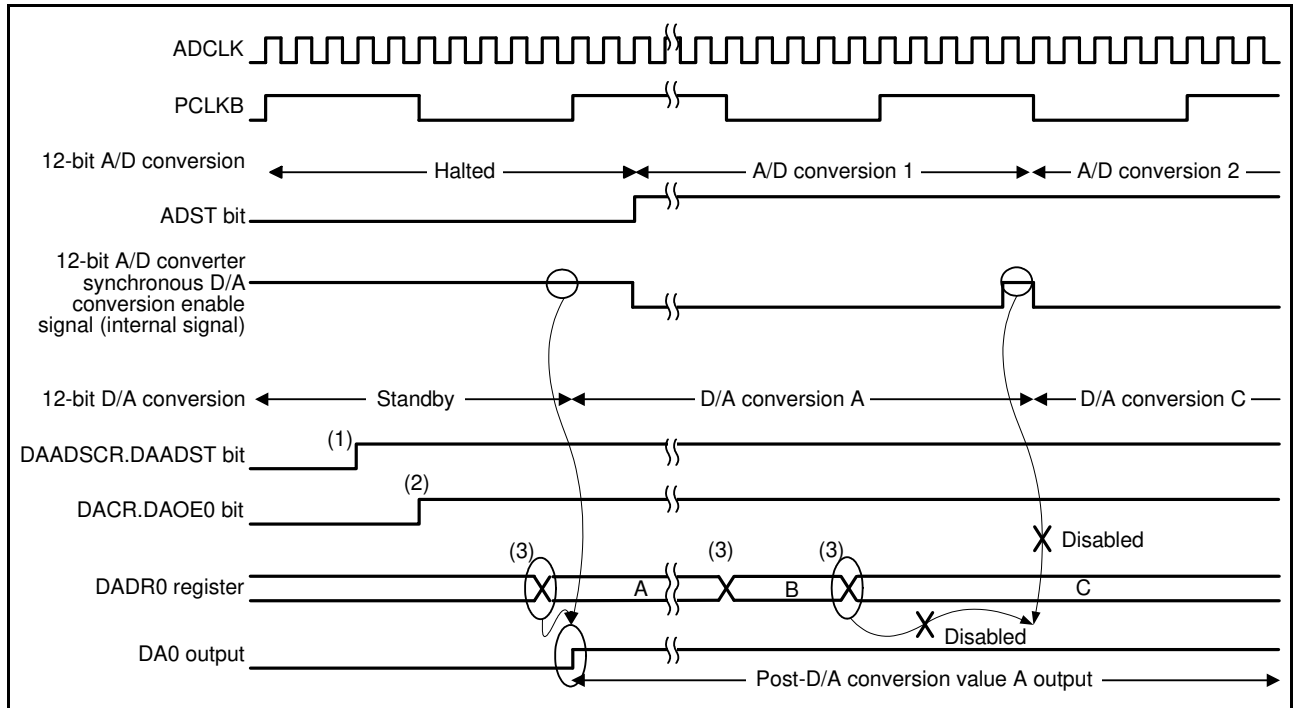 ADCLK
PCLKB
12-bit A/D conversion
Halted
A/D conversion 1
A/D conversion 2
ADST bit
12-bit A/D converter
synchronous D/A
conversion enable
signal (internal signal)
12-bit D/A conversion
Standby
D/A conversion A
D/A conversion C
(1)
DAADSCR.DAADST bit
(2)
DACR.DAOE0 bit
Disabled
(3)
(3)
(3)
DADR0 register
A
B
C
Disabled
DA0 output
Post-D/A conversion value A output